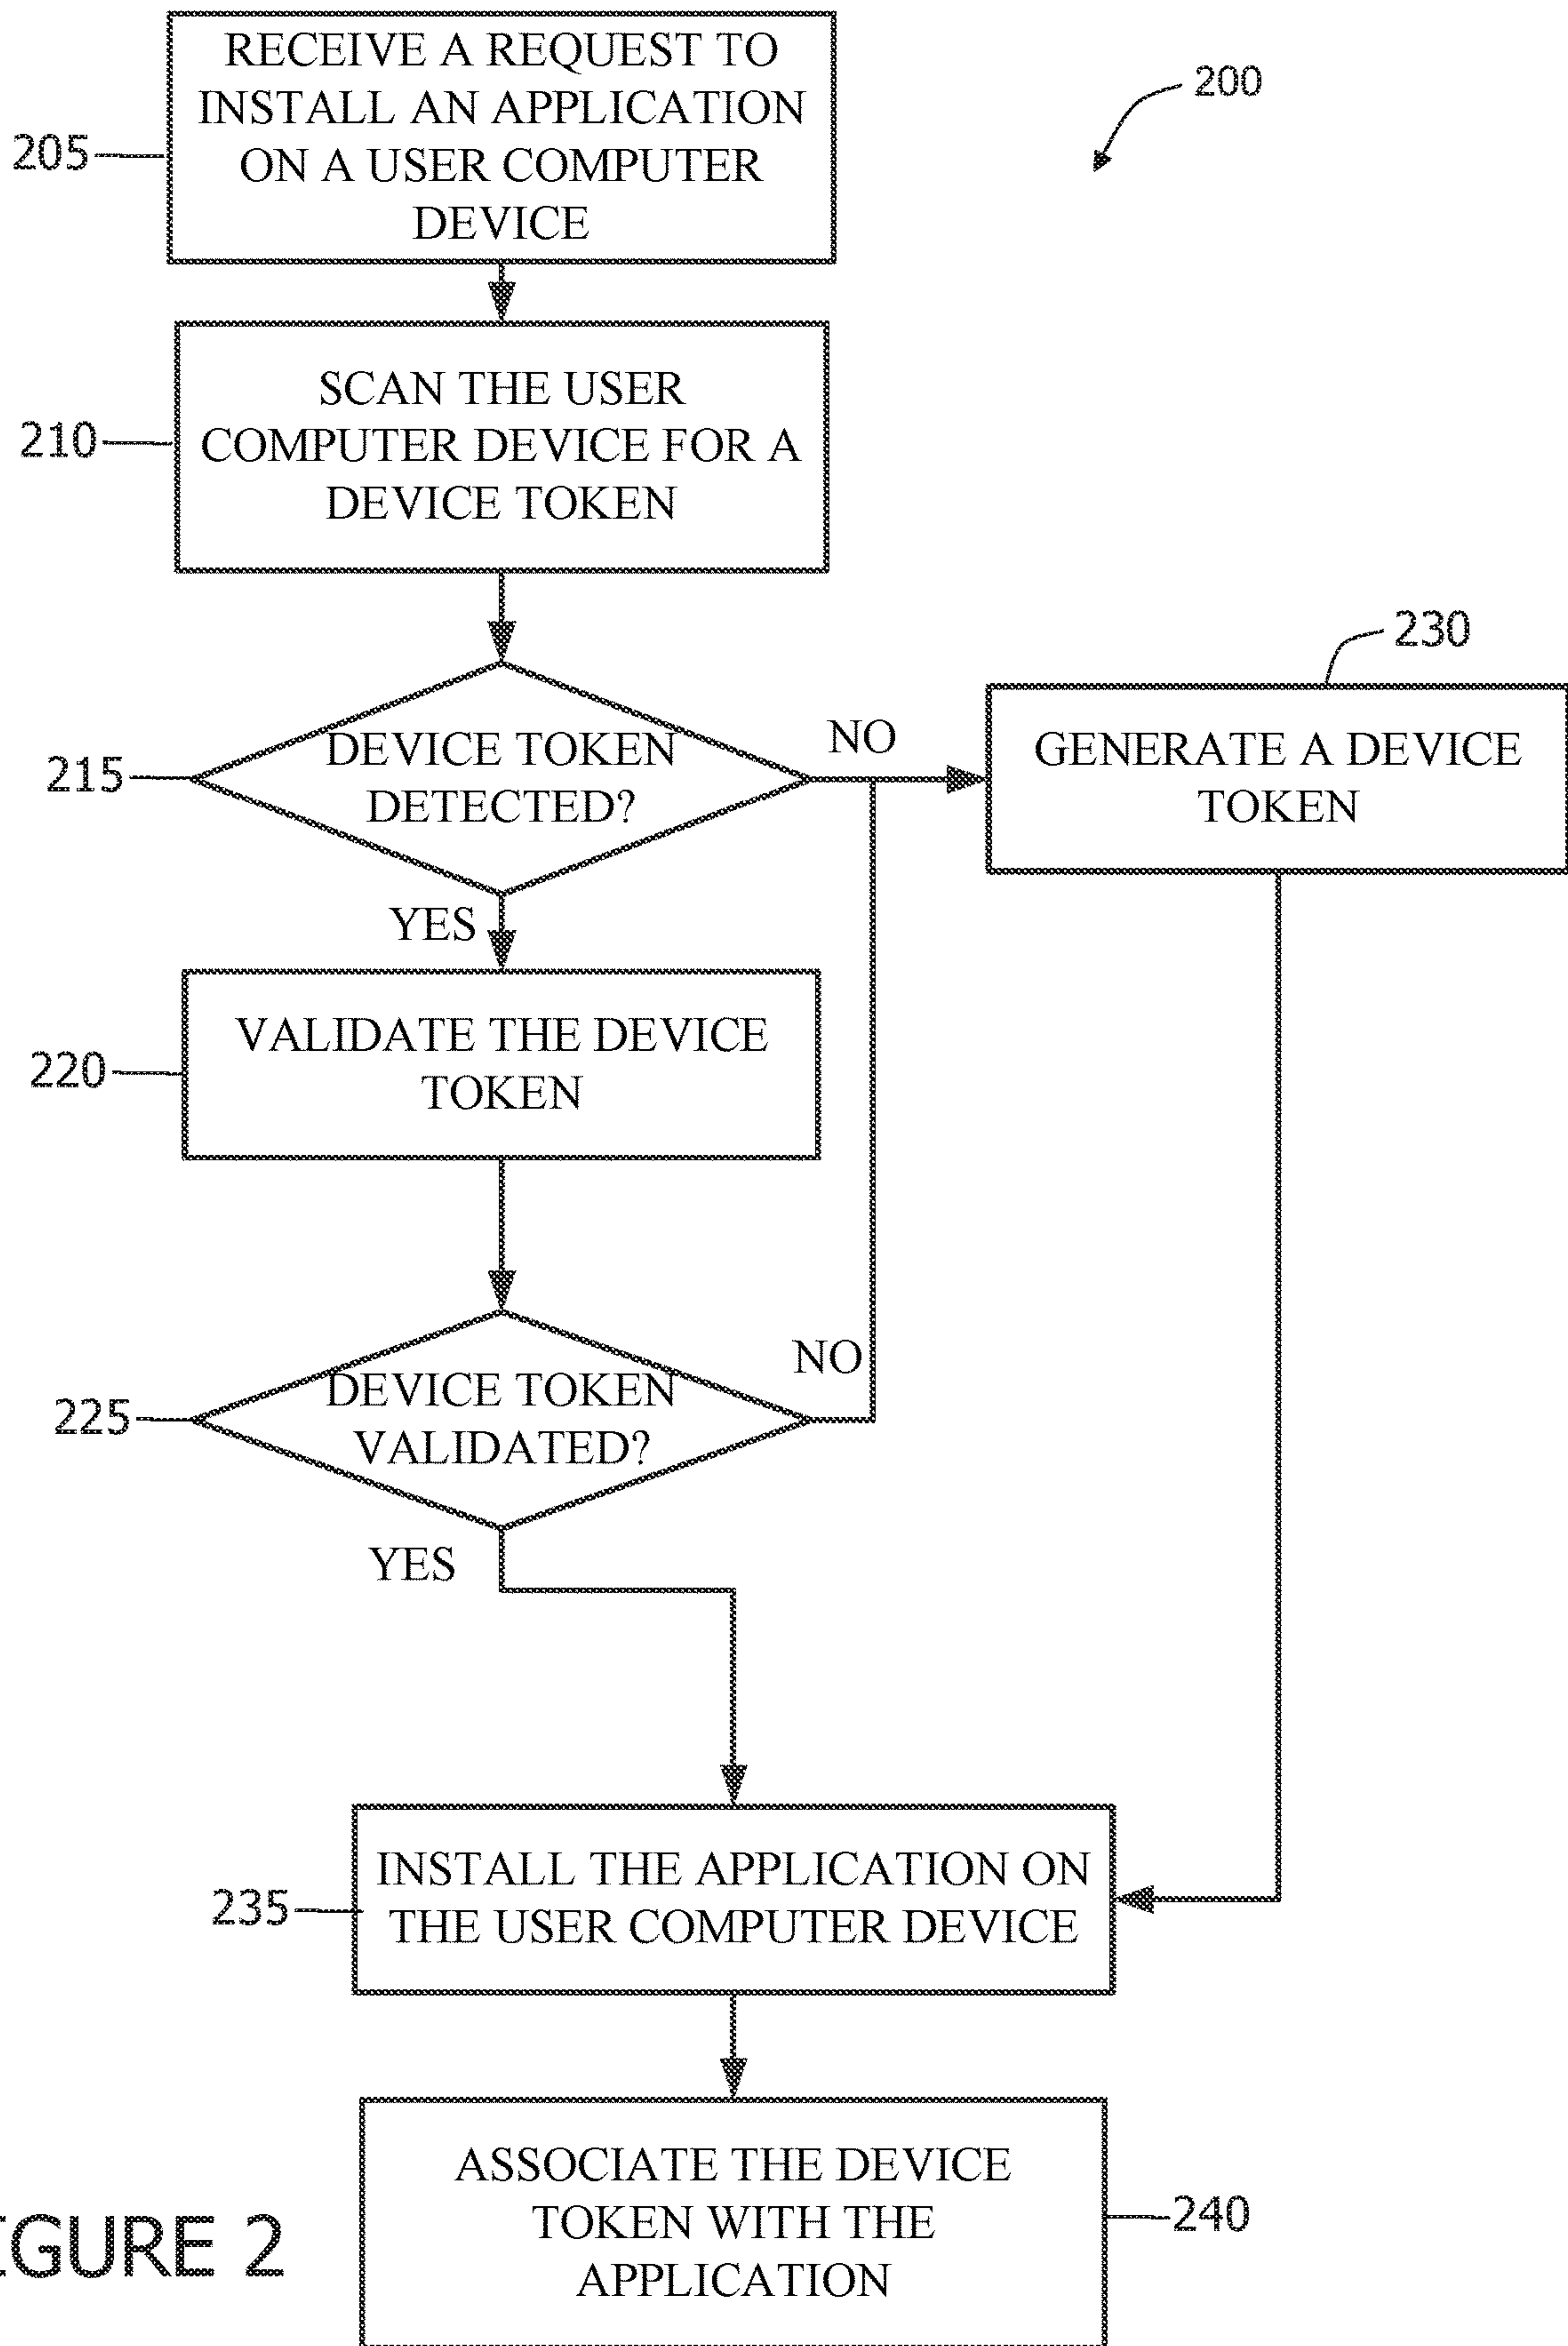 RECEIVE A REQUEST TO
INSTALL AN APPLICATION
ON A USER COMPUTER
DEVICE
200
205
SCAN THE USER
COMPUTER DEVICE FOR A
DEVICE TOKEN
210
230
DEVICE TOKEN
DETECTED?
NO
215
GENERATE A DEVICE
TOKEN
YES
VALIDATE THE DEVICE
TOKEN
220
DEVICE TOKEN
VALIDATED?
NO
225
YES
INSTALL THE APPLICATION ON
THE USER COMPUTER DEVICE
235
ASSOCIATE THE DEVICE
TOKEN WITH THE
APPLICATION
240
IGURE 2